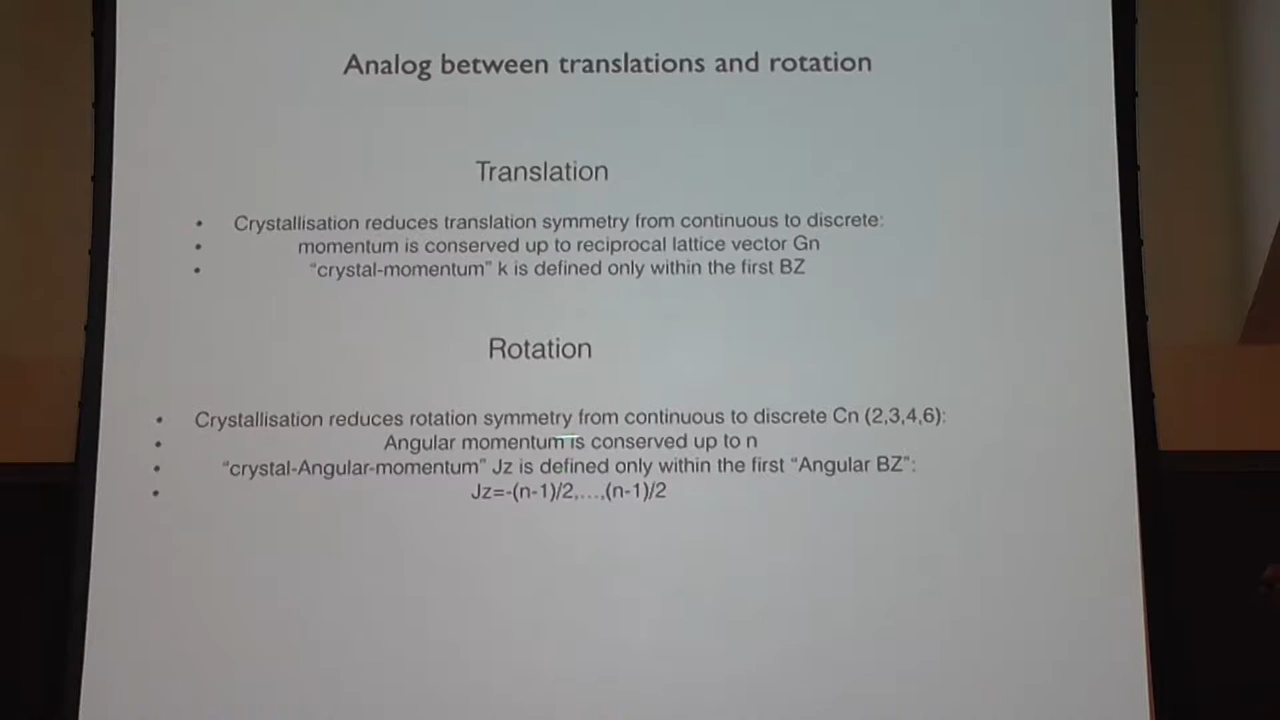 Analog between translations and rotation
Translation
• Crystallisation reduces translation symmetry from continuous to discrete:
• momentum is conserved up to reciprocal lattice vector Gn
• “crystal-momentum” k is defined only within the first BZ
Rotation
• Crystallisation reduces rotation symmetry from continuous to discrete Cn (2,3,4,6):
• Angular momentum is conserved up to n
• “crystal-Angular-momentum” Jz is defined only within the first “Angular BZ”:
• Jz=-(n-1)/2,...,(n-1)/2